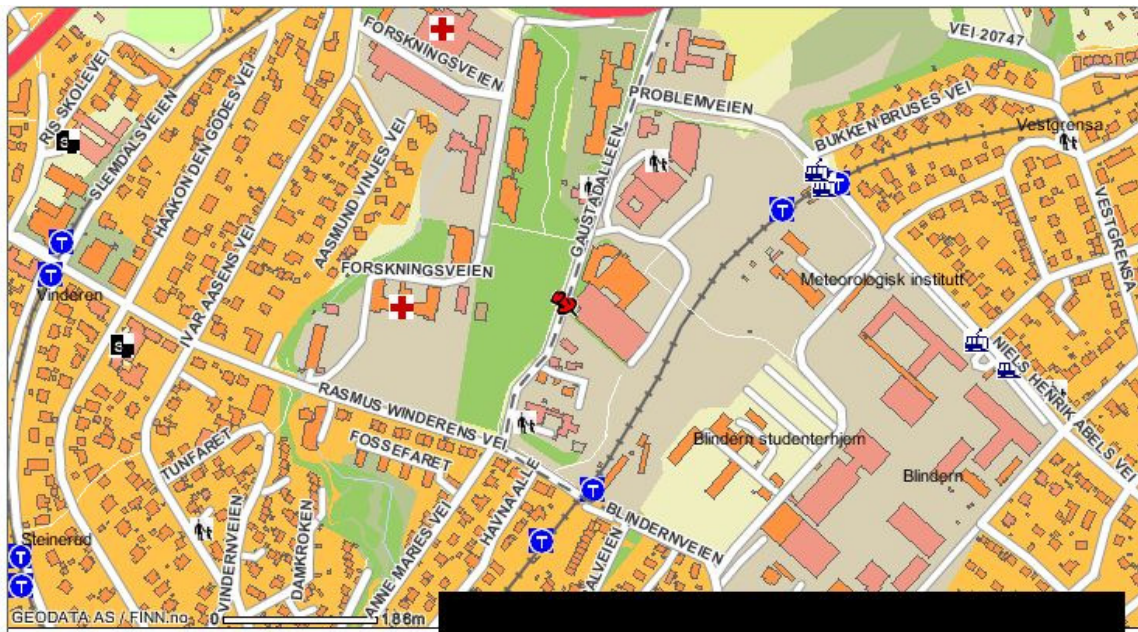 FORSKNINGSVEIEN
VEI 20747
RIS SKOLEVEI
SLEMDALSVEIEN
HAAKON DEN GODES VEI
PROBLEMVEIEN
BUKKEN BRUSES VEI
Vestgrensa
AASMUND VINJES VEI
IVAR AASENS VEI
GAUSTADALLEEN
VESTGRENSA
FORSKNINGSVEIEN
Meteorologisk institutt
Vinderen
NIELS HENRIK ABELS VEI
RASMUS WINDERENS VEI
TUNFARET
FOSSEFARET
Blindern studenterhjem
Blindern
HAVNA ALLE
BLINDERNVEIEN
Steinerud
VINDERNVEIEN
DAMKROKEN
ANNE MARIES VEI
ALVEIEN
GEODATA AS / FINN.no
0 186m
T
T
T
T
T
T
T
T
S
S